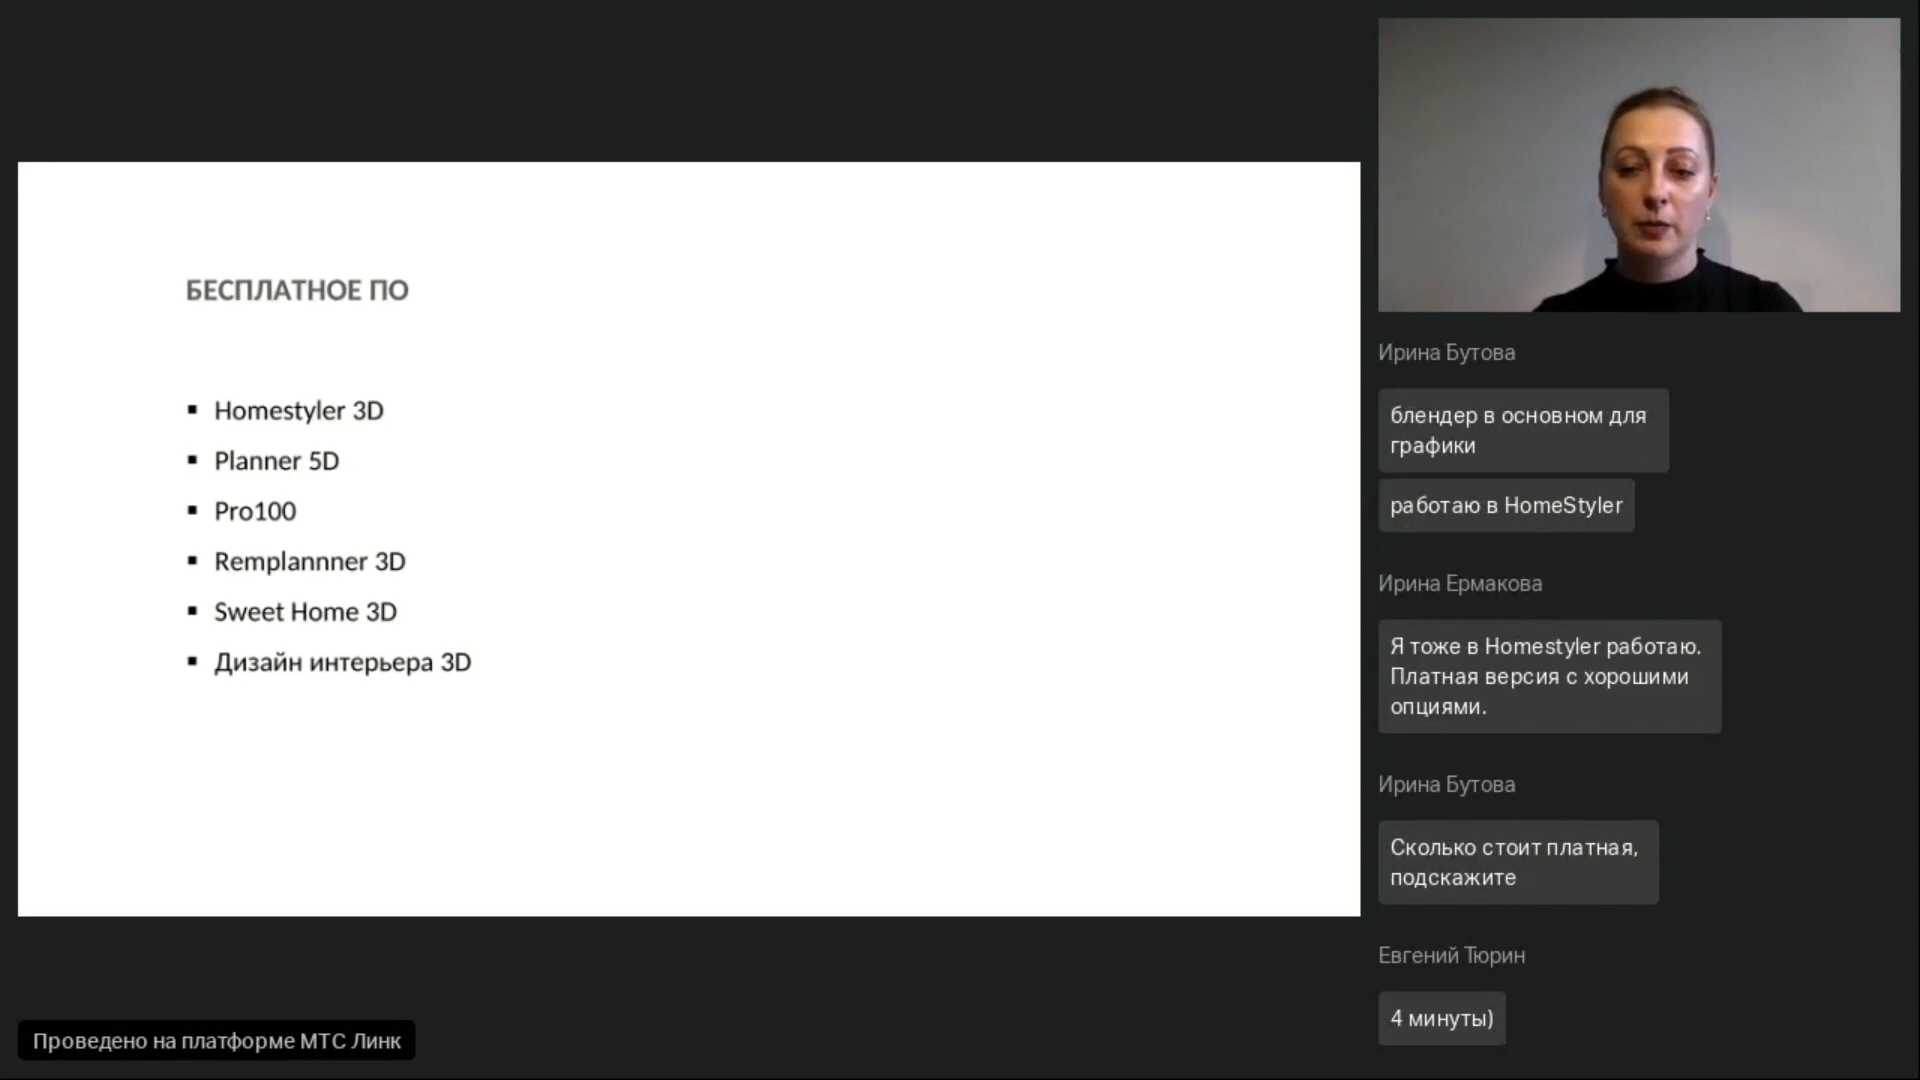 БЕСПЛАТНОЕ ПО
▪ Homestyler 3D
▪ Planner 5D
▪ Pro100
▪ Remplannner 3D
▪ Sweet Home 3D
▪ Дизайн интерьера 3D
Ирина Бутова
блендер в основном для
графики
работаю в HomeStyler
Ирина Ермакова
Я тоже в Homestyler работаю.
Платная версия с хорошими
опциями.
Ирина Бутова
Сколько стоит платная,
подскажите
Евгений Тюрин
4 минуты)
Проведено на платформе МТС Линк